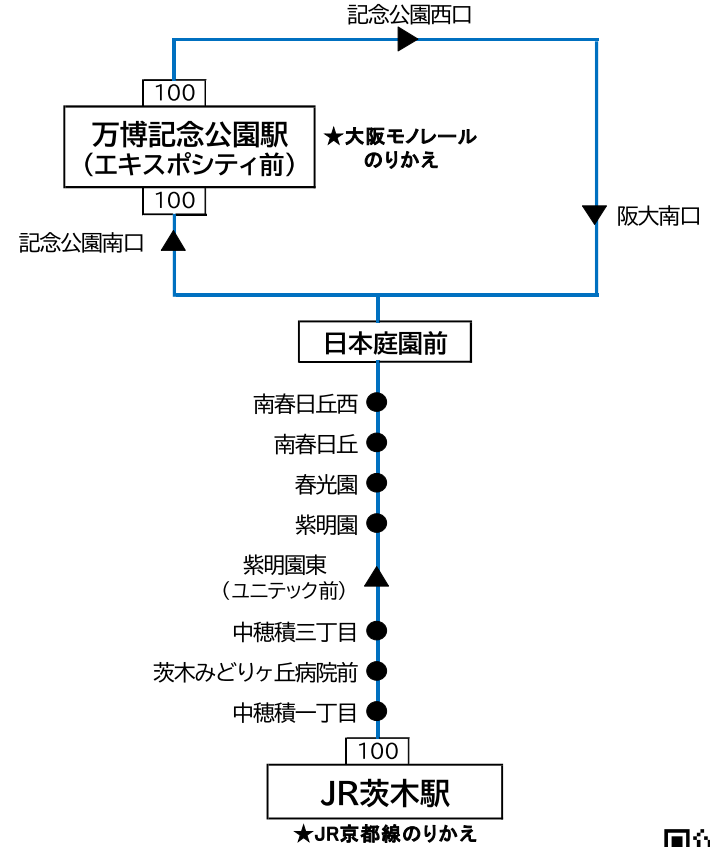 記念公園西口
100
万博記念公園駅
（エキスポシティ前）
★大阪モノレール
のりかえ
100
阪大南口
記念公園南口
日本庭園前
南春日丘西
南春日丘
春光園
紫明園
紫明園東
（ユニテック前）
中穂積三丁目
茨木みどりヶ丘病院前
中穂積一丁目
100
JR茨木駅
★JR京都線のりかえ